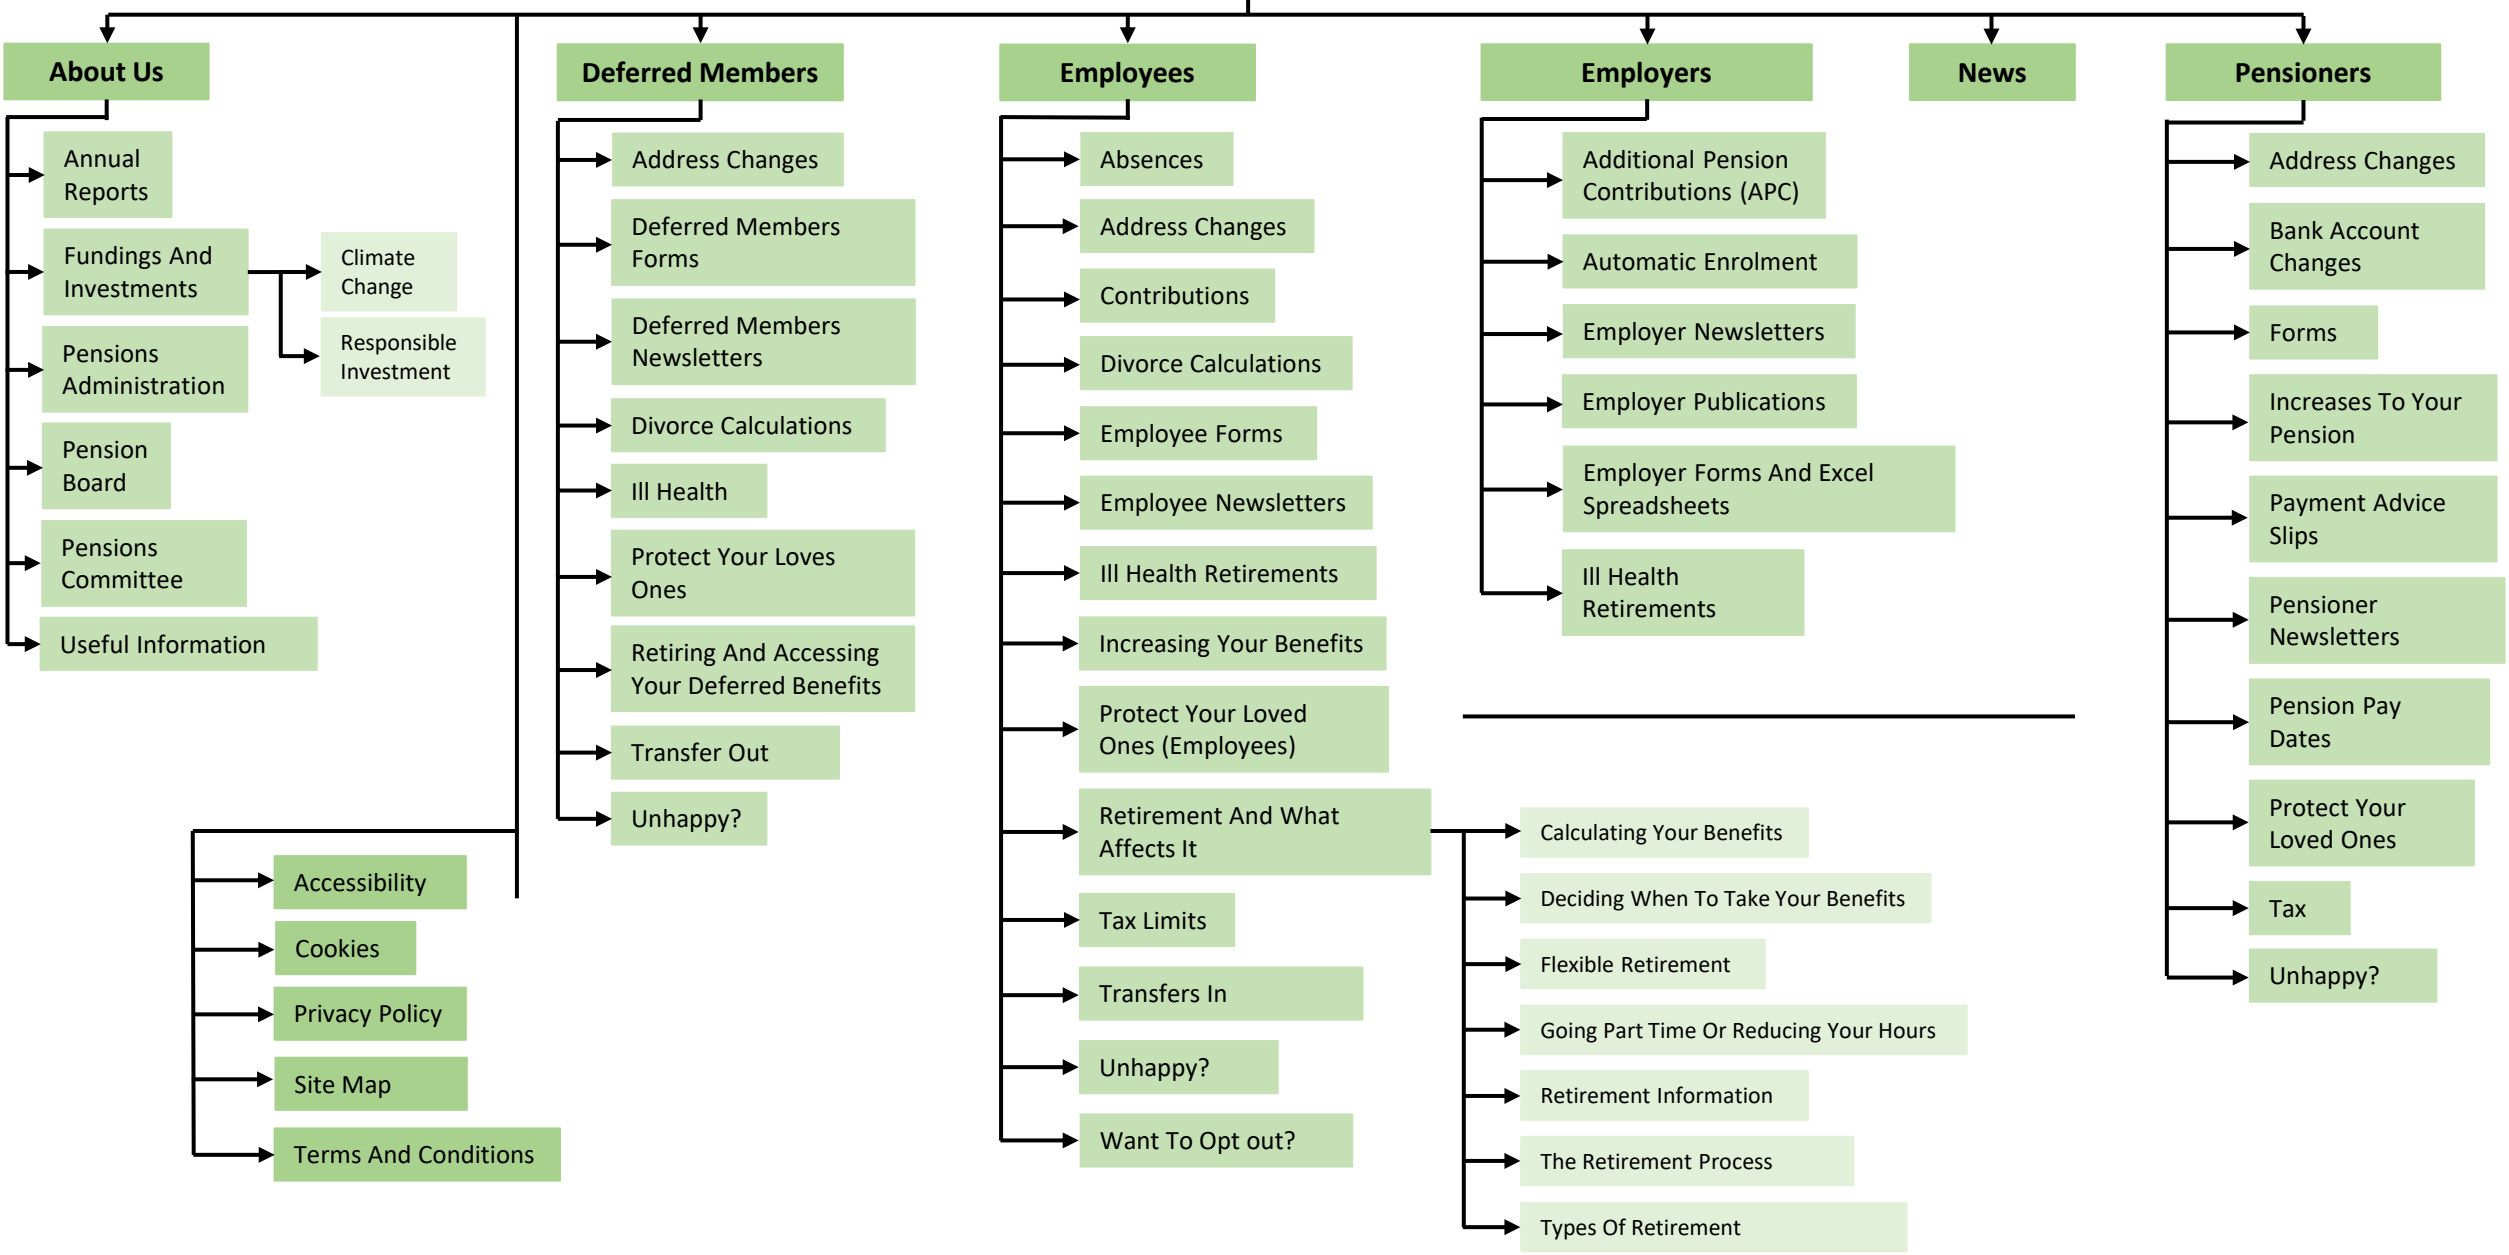 About Us
Annual
Reports
Fundings And
Investments
Climate
Change
Responsible
Investment
Pensions
Administration
Pension
Board
Pensions
Committee
Useful Information
Accessibility
Cookies
Privacy Policy
Site Map
Terms And Conditions
Deferred Members
Address Changes
Deferred Members
Forms
Deferred Members
Newsletters
Divorce Calculations
Ill Health
Protect Your Loves
Ones
Retiring And Accessing
Your Deferred Benefits
Transfer Out
Unhappy?
Employees
Absences
Address Changes
Contributions
Divorce Calculations
Employee Forms
Employee Newsletters
Ill Health Retirements
Increasing Your Benefits
Protect Your Loved
Ones (Employees)
Retirement And What
Affects It
Calculating Your Benefits
Deciding When To Take Your Benefits
Flexible Retirement
Going Part Time Or Reducing Your Hours
Retirement Information
The Retirement Process
Types Of Retirement
Tax Limits
Transfers In
Unhappy?
Want To Opt out?
Employers
Additional Pension
Contributions (APC)
Automatic Enrolment
Employer Newsletters
Employer Publications
Employer Forms And Excel
Spreadsheets
Ill Health
Retirements
News
Pensioners
Address Changes
Bank Account
Changes
Forms
Increases To Your
Pension
Payment Advice
Slips
Pensioner
Newsletters
Pension Pay
Dates
Protect Your
Loved Ones
Tax
Unhappy?